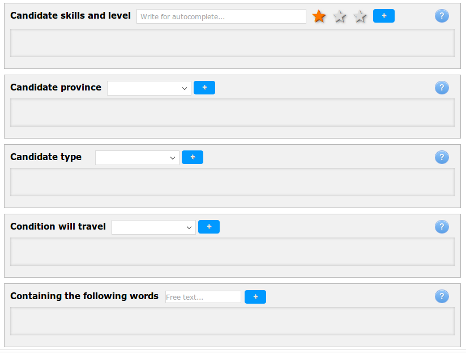 Candidate skills and level Write for autocomplete... + ?
Candidate province + ?
Candidate type + ?
Condition will travel + ?
Containing the following words Free text... + ?